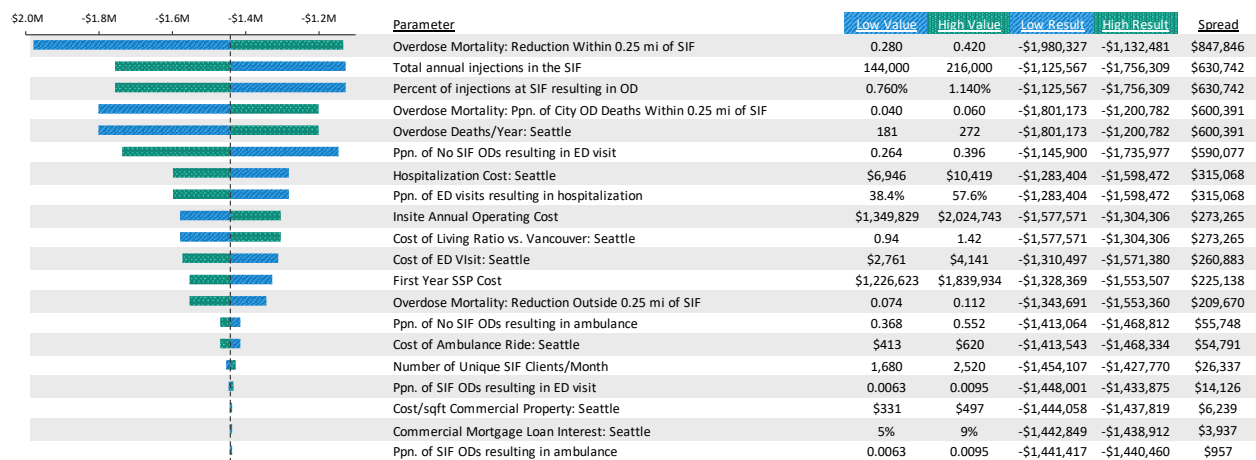 $2.0M -$1.8M -$1.6M -$1.4M -$1.2M
Parameter Low Value High Value Low Result High Result Spread
Overdose Mortality: Reduction Within 0.25 mi of SIF 0.280 0.420 -$1,980,327 -$1,132,481 $847,846
Total annual injections in the SIF 144,000 216,000 -$1,125,567 -$1,756,309 $630,742
Percent of injections at SIF resulting in OD 0.760% 1.140% -$1,125,567 -$1,756,309 $630,742
Overdose Mortality: Ppn. of City OD Deaths Within 0.25 mi of SIF 0.040 0.060 -$1,801,173 -$1,200,782 $600,391
Overdose Deaths/Year: Seattle 181 272 -$1,801,173 -$1,200,782 $600,391
Ppn. of No SIF ODs resulting in ED visit 0.264 0.396 -$1,145,900 -$1,735,977 $590,077
Hospitalization Cost: Seattle $6,946 $10,419 -$1,283,404 -$1,598,472 $315,068
Ppn. of ED visits resulting in hospitalization 38.4% 57.6% -$1,283,404 -$1,598,472 $315,068
Insite Annual Operating Cost $1,349,829 $2,024,743 -$1,577,571 -$1,304,306 $273,265
Cost of Living Ratio vs. Vancouver: Seattle 0.94 1.42 -$1,577,571 -$1,304,306 $273,265
Cost of ED VIsit: Seattle $2,761 $4,141 -$1,310,497 -$1,571,380 $260,883
First Year SSP Cost $1,226,623 $1,839,934 -$1,328,369 -$1,553,507 $225,138
Overdose Mortality: Reduction Outside 0.25 mi of SIF 0.074 0.112 -$1,343,691 -$1,553,360 $209,670
Ppn. of No SIF ODs resulting in ambulance 0.368 0.552 -$1,413,064 -$1,468,812 $55,748
Cost of Ambulance Ride: Seattle $413 $620 -$1,413,543 -$1,468,334 $54,791
Number of Unique SIF Clients/Month 1,680 2,520 -$1,454,107 -$1,427,770 $26,337
Ppn. of SIF ODs resulting in ED visit 0.0063 0.0095 -$1,448,001 -$1,433,875 $14,126
Cost/sqft Commercial Property: Seattle $331 $497 -$1,444,058 -$1,437,819 $6,239
Commercial Mortgage Loan Interest: Seattle 5% 9% -$1,442,849 -$1,438,912 $3,937
Ppn. of SIF ODs resulting in ambulance 0.0063 0.0095 -$1,441,417 -$1,440,460 $957